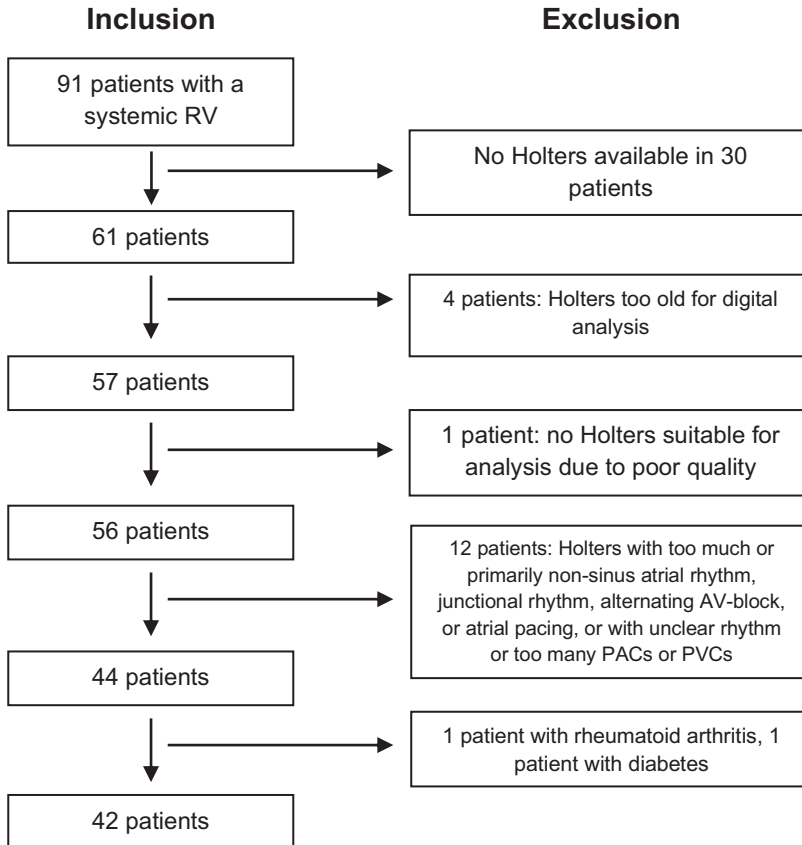 Inclusion
Exclusion
91 patients with a
systemic RV
No Holters available in 30
patients
61 patients
4 patients: Holters too old for digital
analysis
57 patients
1 patient: no Holters suitable for
analysis due to poor quality
56 patients
12 patients: Holters with too much or
primarily non-sinus atrial rhythm,
junctional rhythm, alternating AV-block,
or atrial pacing, or with unclear rhythm
or too many PACs or PVCs
44 patients
1 patient with rheumatoid arthritis, 1
patient with diabetes
42 patients